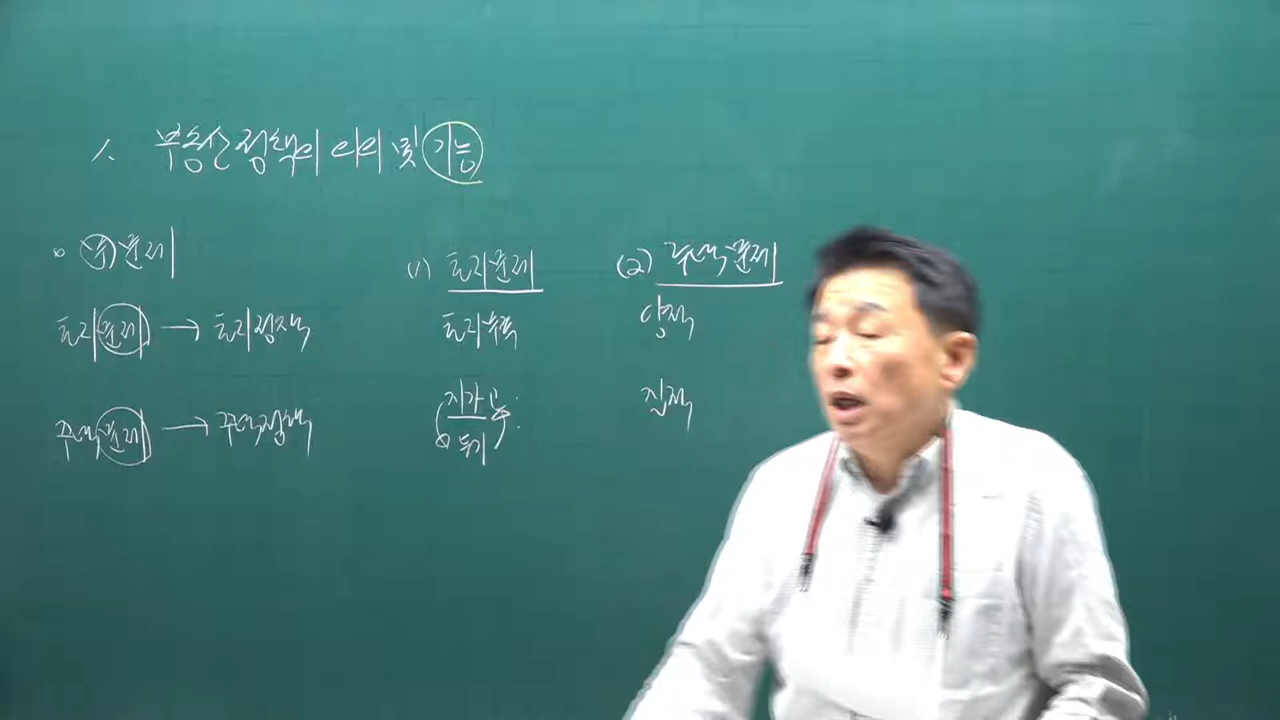 1. 부동산정책의 의의 및 기능
○ 부) 문제
토지문제 → 토지정책
주택문제 → 주택정책
(1) 토지문제
토지부족
지가고
투기
(2) 주택문제
양적
질적